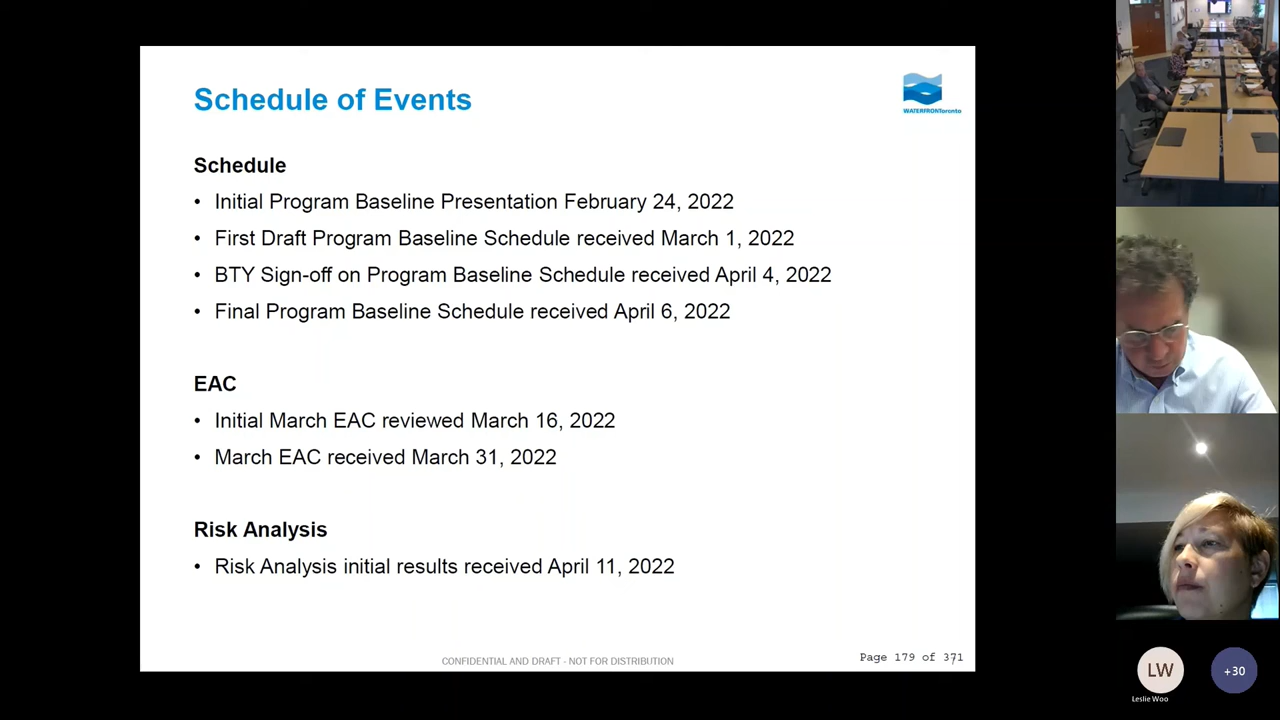 Schedule of Events
WATERFRONToronto
Schedule
• Initial Program Baseline Presentation February 24, 2022
• First Draft Program Baseline Schedule received March 1, 2022
• BTY Sign-off on Program Baseline Schedule received April 4, 2022
• Final Program Baseline Schedule received April 6, 2022
EAC
• Initial March EAC reviewed March 16, 2022
• March EAC received March 31, 2022
Risk Analysis
• Risk Analysis initial results received April 11, 2022
CONFIDENTIAL AND DRAFT - NOT FOR DISTRIBUTION
Page 179 of 371
LW
Leslie Woo
+30